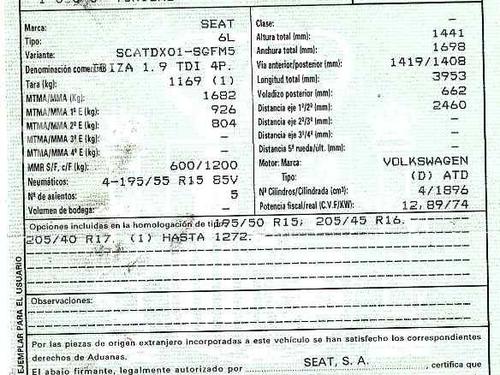 Marca: SEAT
Tipo: 6L
Variante: SCATDX01-SGFM5
Denominación comercial: IBIZA 1.9 TDI 4P.
Tara (kg): 1169 (1)
MTMA/MMA (Kg): 1682
MTMA/MMA 1º E (kg): 926
MTMA/MMA 2º E (kg): 804
MTMA/MMA 3º E (kg): –
MTMA/MMA 4º E (kg): –
MMR S/F, c/F (kg): 600/1200
Neumáticos: 4-195/55 R15 85V
Nº de asientos: 5
Volumen de bodega: –
Clase: –
Altura total (mm): 1441
Anchura total (mm): 1698
Vía anterior/posterior (mm): 1419/1408
Longitud total (mm): 3953
Voladizo posterior (mm): 662
Distancia eje 1º/2º (mm): 2460
Distancia eje 2º/3º (mm): –
Distancia eje 3º/4º (mm): –
Distancia 5ª rueda/últ. (mm): –
Motor: Marca: VOLKSWAGEN
Tipo: (D) ATD
Nº Cilindros/Cilindrada (cm³): 4/1896
Potencia fiscal/real (C.V.F/KW): 12,89/74
Opciones incluidas en la homologación de tipo: 195/50 R15; 205/45 R16.
205/40 R17. (1) HASTA 1272.
Observaciones:
EJEMPLAR PARA EL USUARIO
Por las piezas de origen extranjero incorporadas a este vehículo se han satisfecho los correspondientes
derechos de Aduanas.
El abajo firmante, legalmente autorizado por SEAT, S. A. , certifica que